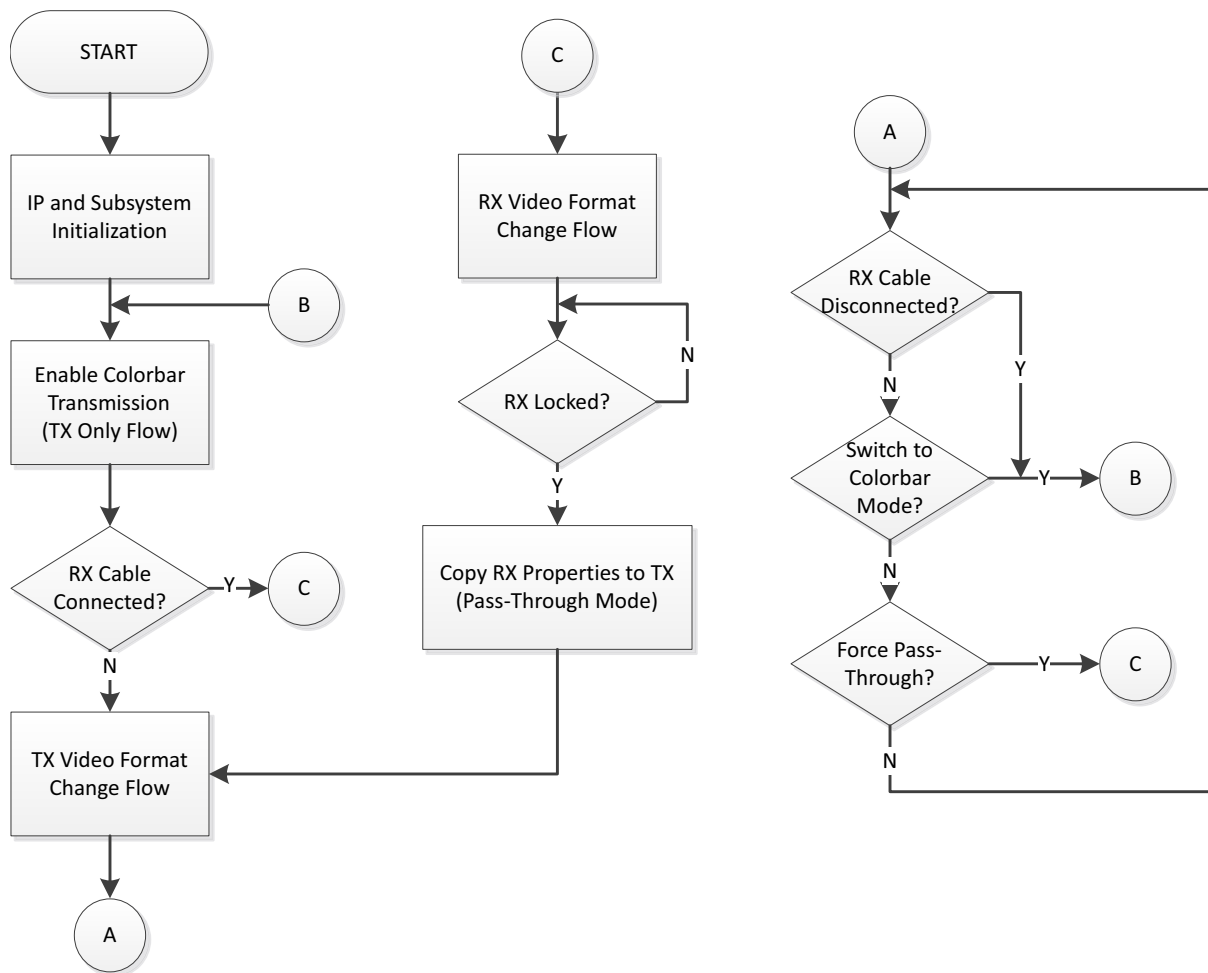 START
IP and Subsystem
Initialization
B
Enable Colorbar
Transmission
(TX Only Flow)
RX Cable
Connected?
Y
C
N
TX Video Format
Change Flow
A
C
RX Video Format
Change Flow
RX Locked?
N
Y
Copy RX Properties to TX
(Pass-Through Mode)
A
RX Cable
Disconnected?
Y
N
Switch to
Colorbar
Mode?
Y
B
N
Force Pass-
Through?
Y
C
N